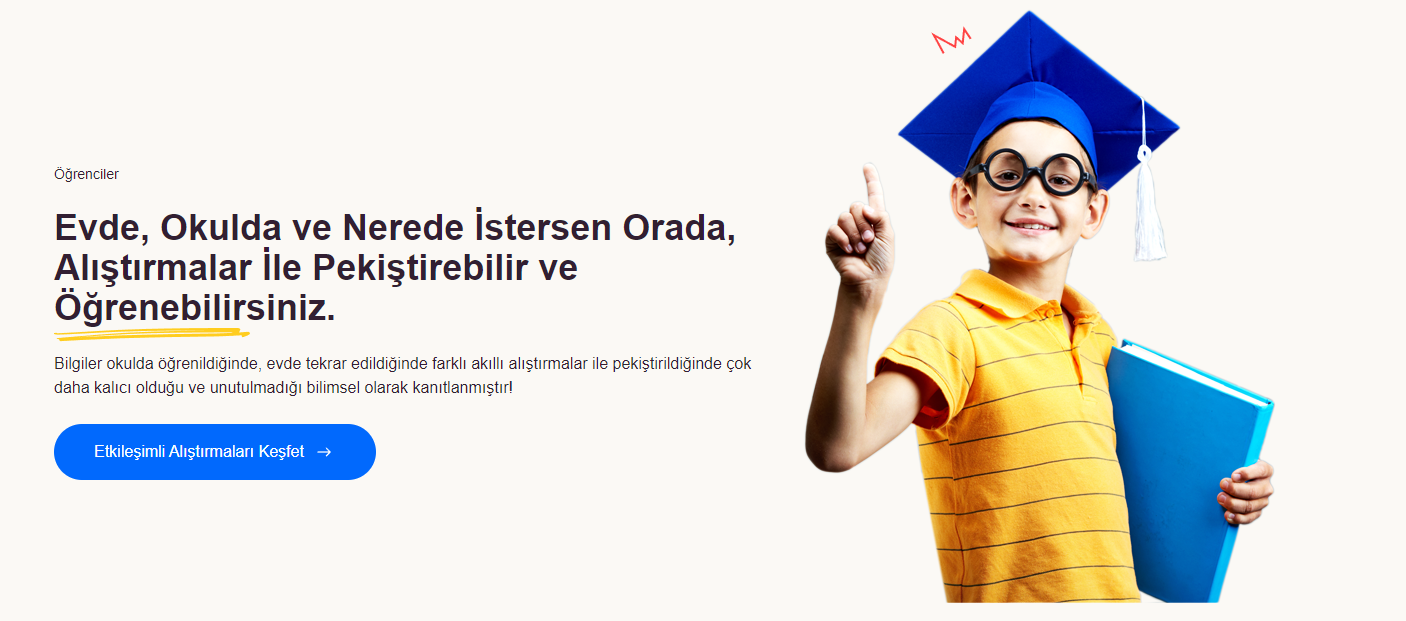 Öğrenciler
Evde, Okulda ve Nerede İstersen Orada,
Alıştırmalar İle Pekiştirebilir ve
Öğrenebilirsiniz.
Bilgiler okulda öğrenildiğinde, evde tekrar edildiğinde farklı akıllı alıştırmalar ile pekiştirildiğinde çok
daha kalıcı olduğu ve unutulmadığı bilimsel olarak kanıtlanmıştır!
Etkileşimli Alıştırmaları Keşfet →